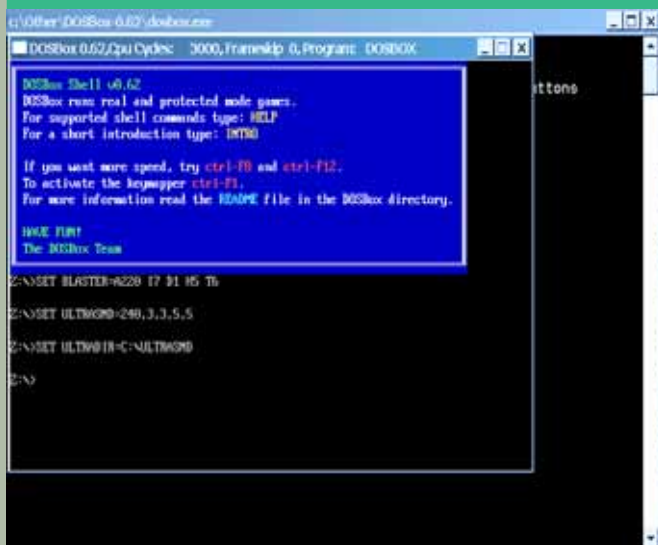 c:\Other\DOSBox 0.62\dosbox.exe
DOSBox 0.62,Cpu Cycles: 3000, Frameskip 0, Program: DOSBOX
ttons
DOSBox Shell v0.62
DOSBox runs real and protected mode games.
For supported shell commands type: HELP
For a short introduction type: INTRO
If you want more speed, try ctrl-F8 and ctrl-F12.
To activate the keymapper ctrl-F1.
For more information read the README file in the DOSBox directory.
HAVE FUN!
The DOSBox Team
Z:\>SET BLASTER=A220 I7 D1 H5 T6
Z:\>SET ULTRASND=240,3,3,5,5
Z:\>SET ULTRADIR=C:\ULTRASND
Z:\>